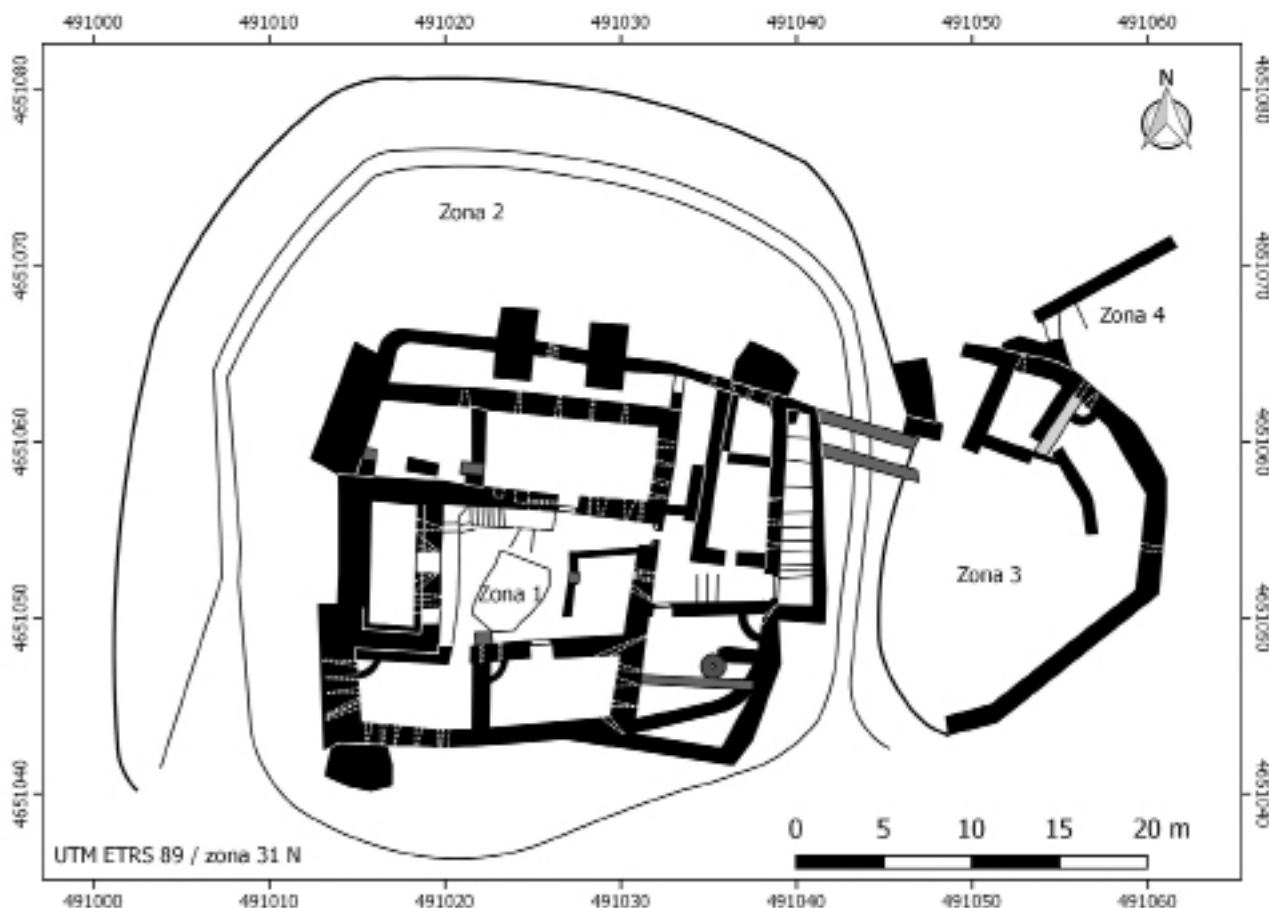 491000 491010 491020 491030 491040 491050 491060
4651080 4651080
N
Zona 2
4651070 4651070
Zona 4
4651060 4651060
Zona 3
Zona 1
4651050 4651050
4651040 4651040
0 5 10 15 20 m
UTM ETRS 89 / zona 31 N
491000 491010 491020 491030 491040 491050 491060